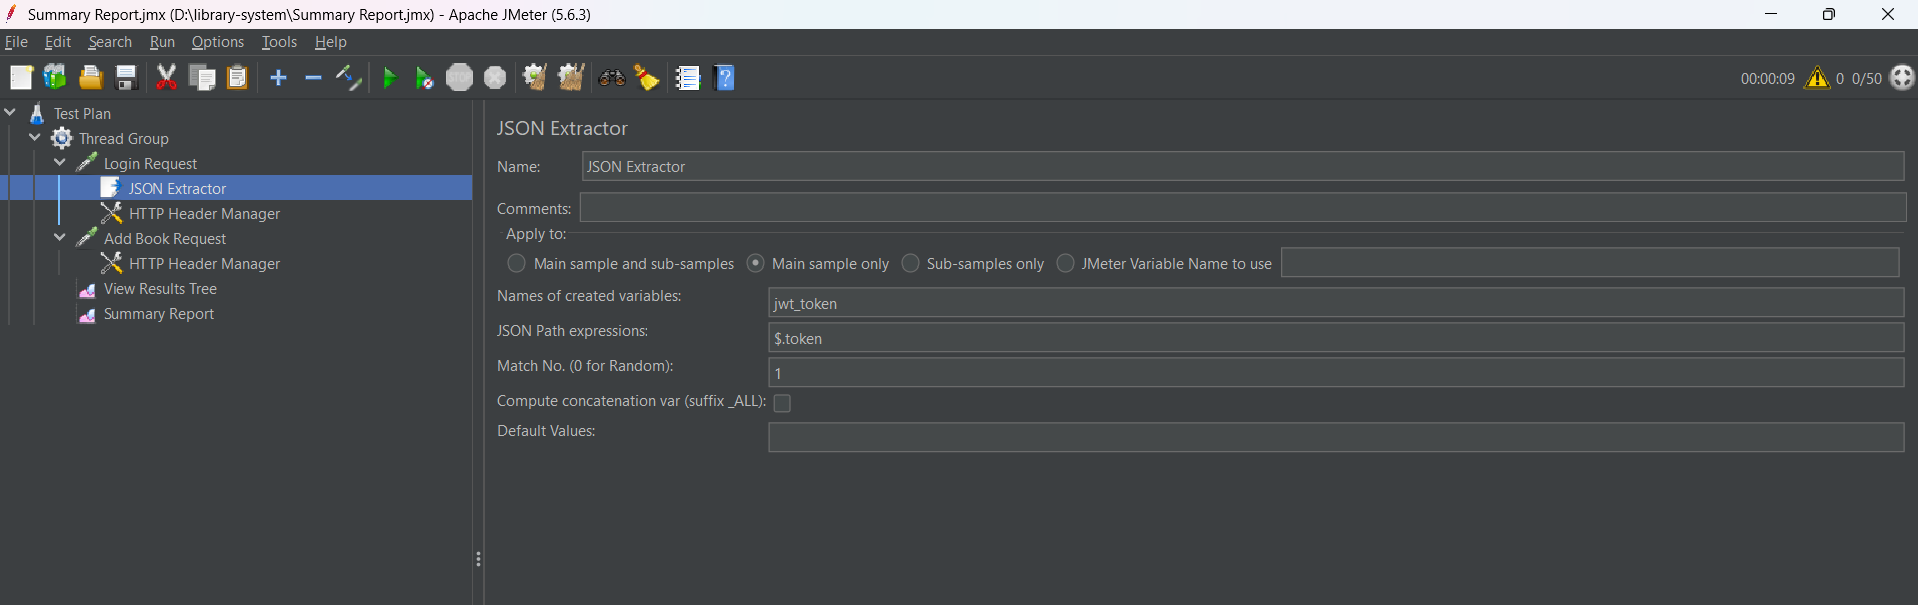 Summary Report.jmx (D:\library-system\Summary Report.jmx) - Apache JMeter (5.6.3)
File Edit Search Run Options Tools Help
STOP ? 00:00:09 0 0/50
Test Plan
Thread Group
Login Request
JSON Extractor
HTTP Header Manager
Add Book Request
HTTP Header Manager
View Results Tree
Summary Report
JSON Extractor
Name: JSON Extractor
Comments:
Apply to:
Main sample and sub-samples Main sample only Sub-samples only JMeter Variable Name to use
Names of created variables: jwt_token
JSON Path expressions: $.token
Match No. (0 for Random): 1
Compute concatenation var (suffix _ALL):
Default Values: